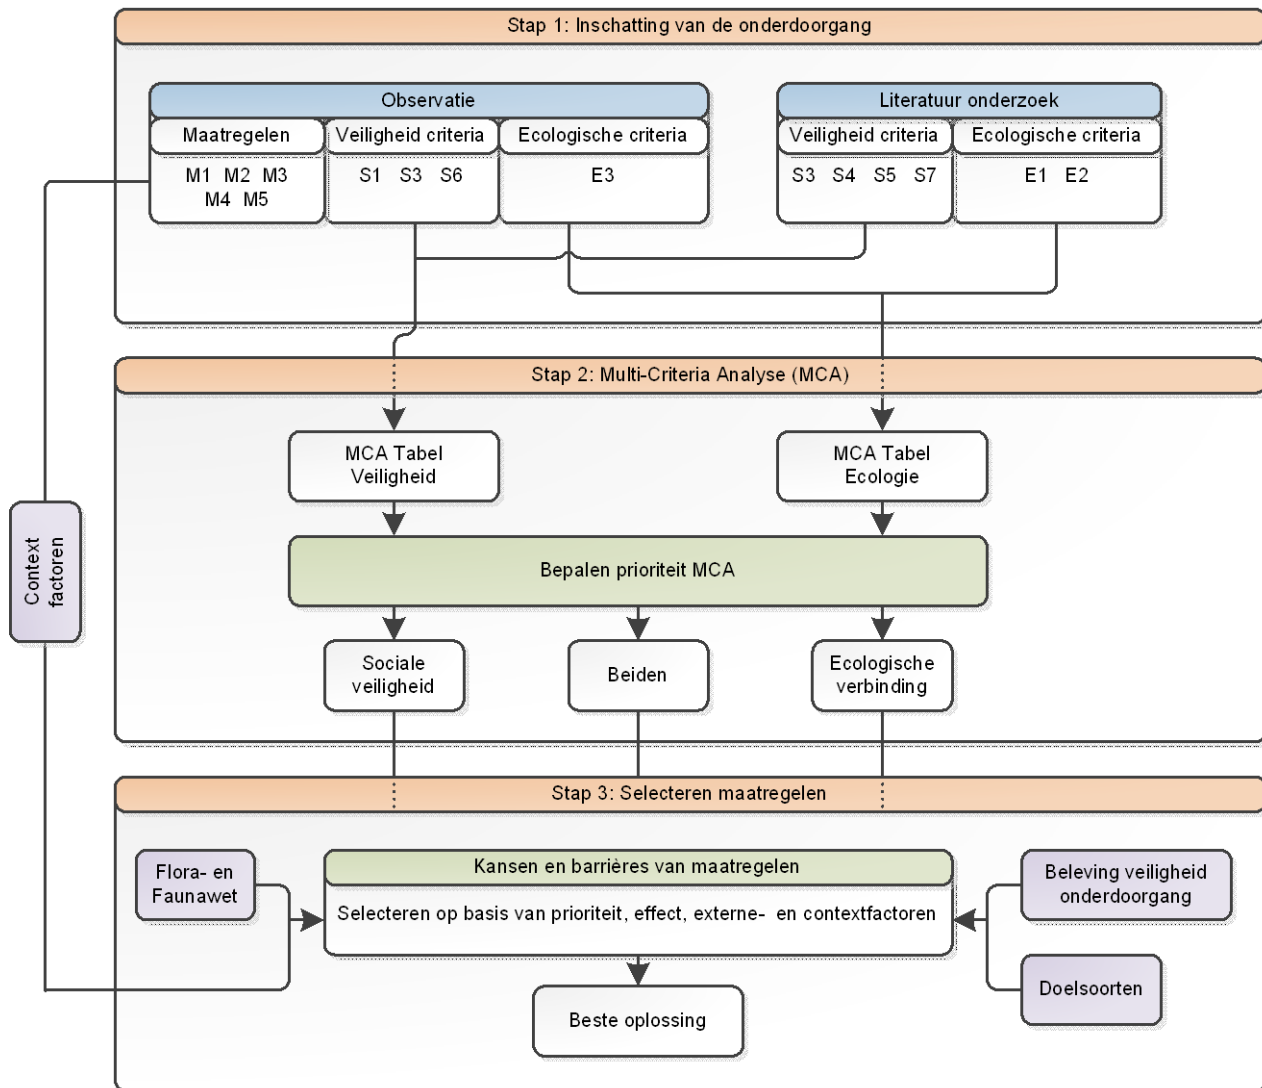 Stap 1: Inschatting van de onderdoorgang
Observatie
Maatregelen
Veiligheid criteria
Ecologische criteria
M1 M2 M3
M4 M5
S1 S3 S6
E3
Literatuur onderzoek
Veiligheid criteria
Ecologische criteria
S3 S4 S5 S7
E1 E2
Stap 2: Multi-Criteria Analyse (MCA)
MCA Tabel
Veiligheid
MCA Tabel
Ecologie
Context
factoren
Bepalen prioriteit MCA
Sociale
veiligheid
Beiden
Ecologische
verbinding
Stap 3: Selecteren maatregelen
Flora- en
Faunawet
Kansen en barrières van maatregelen
Selecteren op basis van prioriteit, effect, externe- en contextfactoren
Beleving veiligheid
onderdoorgang
Doelsoorten
Beste oplossing